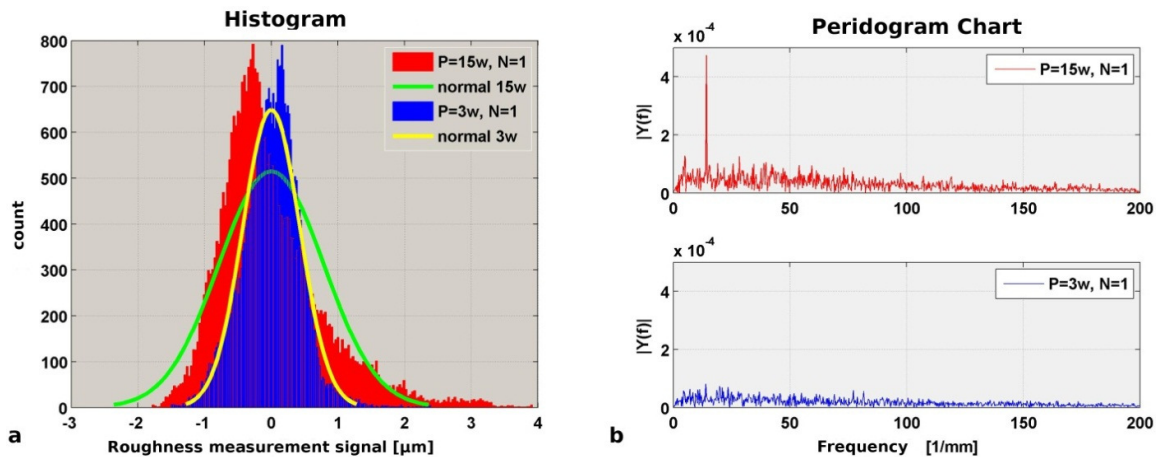 Histogram
800
700
600
500
400
300
200
100
0
count
P=15w, N=1
normal 15w
P=3w, N=1
normal 3w
-3 -2 -1 0 1 2 3 4
Roughness measurement signal [µm]
a
Peridogram Chart
x 10⁻⁴
4
2
0
|Y(f)|
P=15w, N=1
0 50 100 150 200
x 10⁻⁴
4
2
0
|Y(f)|
P=3w, N=1
0 50 100 150 200
Frequency [1/mm]
b